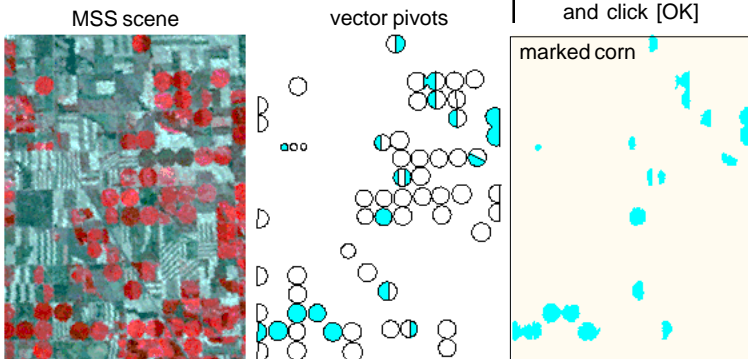 and click [OK]
MSS scene
vector pivots
marked corn